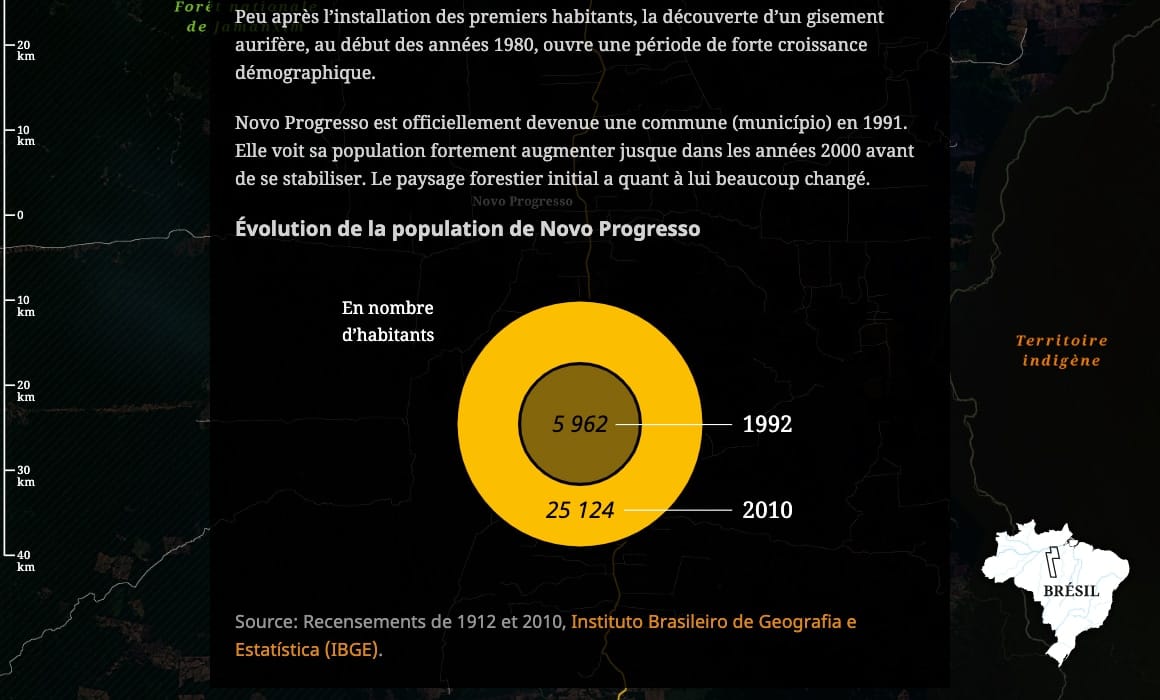 Forêt nationale
de Jamanxim
Peu après l’installation des premiers habitants, la découverte d’un gisement
aurifère, au début des années 1980, ouvre une période de forte croissance
démographique.
Novo Progresso est officiellement devenue une commune (município) en 1991.
Elle voit sa population fortement augmenter jusque dans les années 2000 avant
de se stabiliser. Le paysage forestier initial a quant à lui beaucoup changé.
Novo Progresso
Évolution de la population de Novo Progresso
En nombre
d’habitants
5 962
1992
25 124
2010
Source: Recensements de 1912 et 2010, Instituto Brasileiro de Geografia e
Estatística (IBGE).
20
km
10
km
0
10
km
20
km
30
km
40
km
Territoire
indigène
BRÉSIL